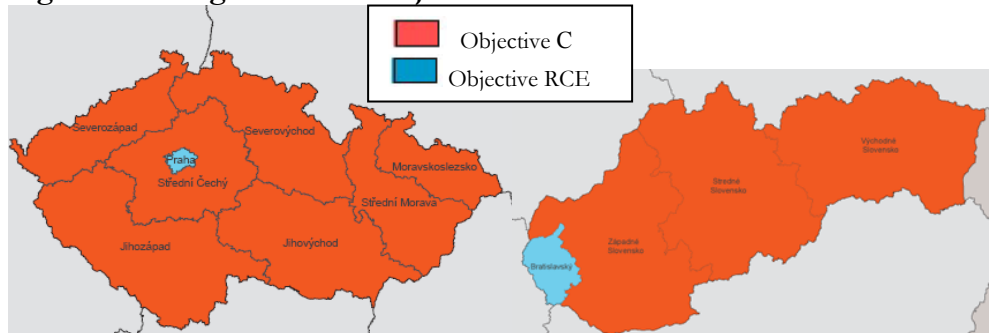 Objective C
Objective RCE
Severozápad
Severovýchod
Praha
Střední Čechý
Moravskoslezsko
Střední Morava
Jihozápad
Jihovýchod
Východné
Slovensko
Stredné
Slovensko
Západné
Slovensko
Bratislavský